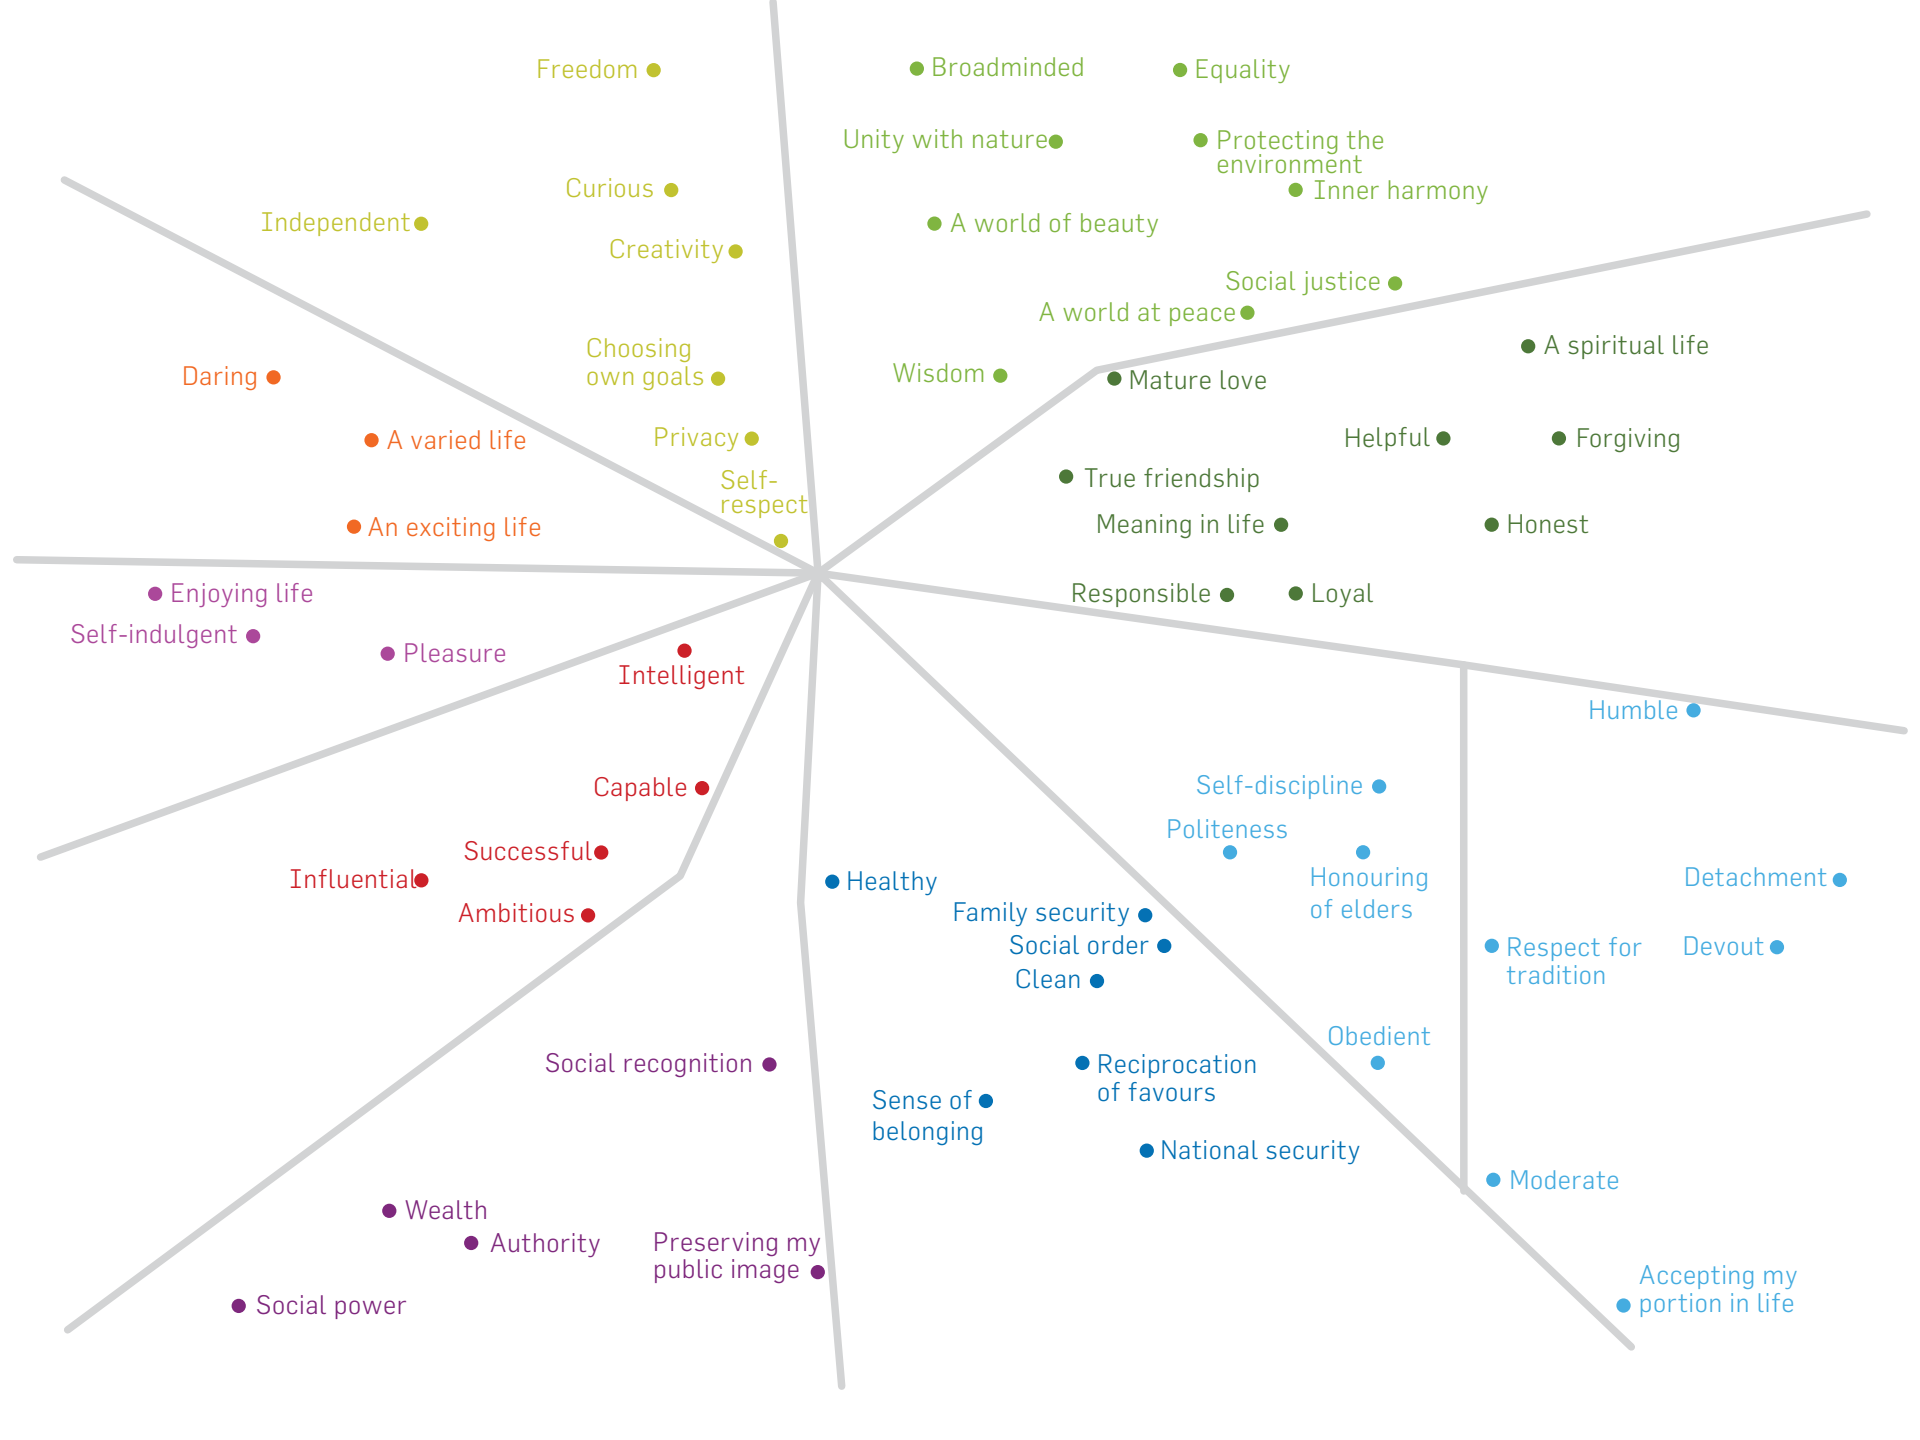 Freedom
Curious
Independent
Creativity
Choosing
own goals
Privacy
Self-
respect
Broadminded
Equality
Unity with nature
Protecting the
environment
Inner harmony
A world of beauty
Social justice
A world at peace
Wisdom
A spiritual life
Mature love
Helpful
Forgiving
True friendship
Meaning in life
Honest
Responsible
Loyal
Daring
A varied life
An exciting life
Enjoying life
Self-indulgent
Pleasure
Intelligent
Capable
Successful
Influential
Ambitious
Social recognition
Wealth
Authority
Preserving my
public image
Social power
Healthy
Family security
Social order
Clean
Reciprocation
of favours
Sense of
belonging
National security
Self-discipline
Politeness
Honouring
of elders
Obedient
Humble
Detachment
Respect for
tradition
Devout
Moderate
Accepting my
portion in life